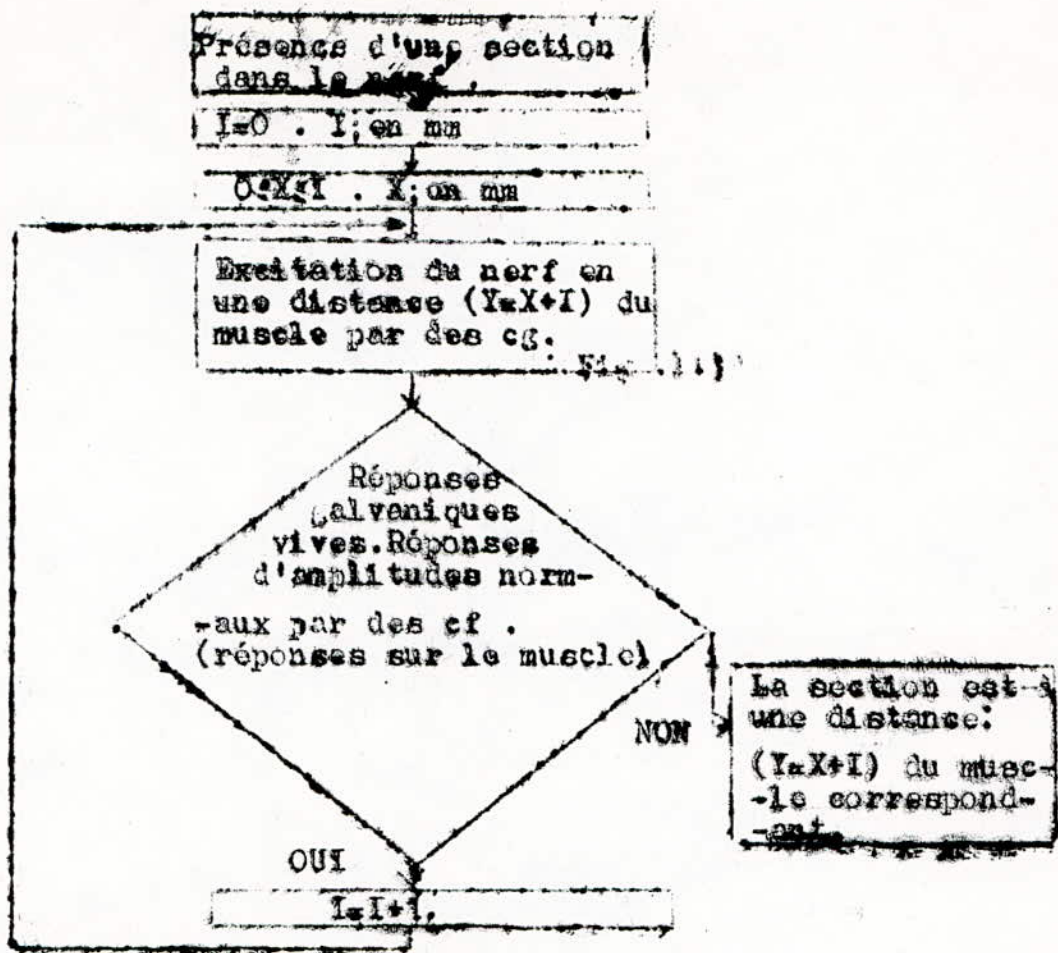 Présence d'une section
dans le nerf .
I=0 . I;en mm
0<X<I . X;en mm
Excitation du nerf en
une distance (Y=X+I) du
muscle par des cg.
Réponses
galvaniques
vives.Réponses
d'amplitudes norm-
-aux par des cf .
(réponses sur le muscle)
NON
La section est à
une distance:
(Y=X+I) du musc-
-le correspond-
-ant.
OUI
I=I+1.